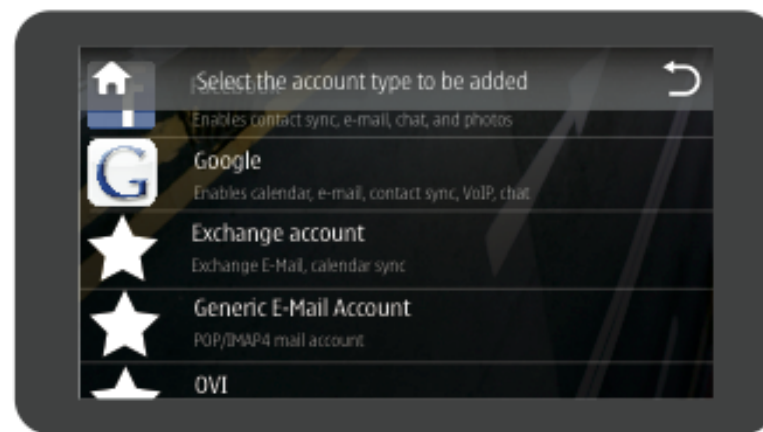 Select the account type to be added
Facebook
Enables contact sync, e-mail, chat, and photos
Google
Enables calendar, e-mail, contact sync, VoIP, chat
Exchange account
Exchange E-Mail, calendar sync
Generic E-Mail Account
POP/IMAP4 mail account
OVI